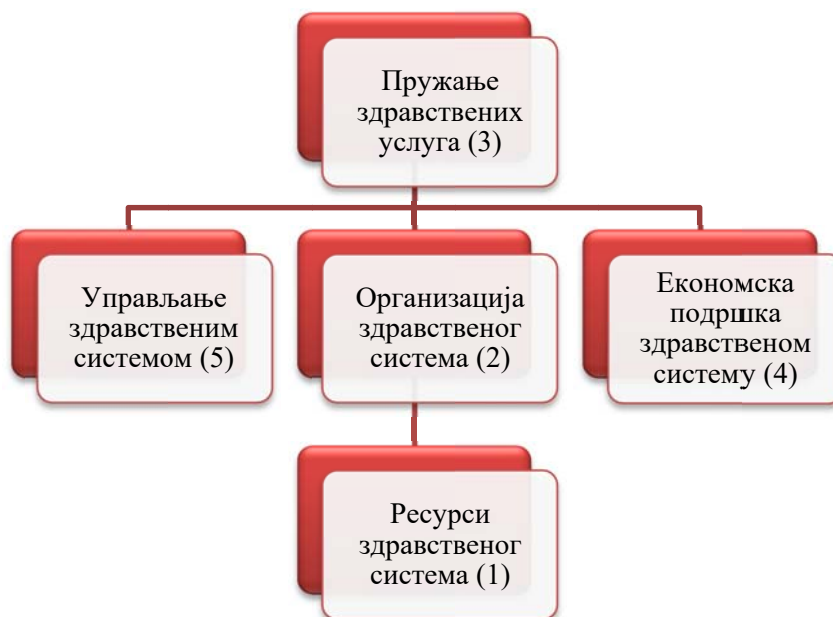 Пружање
здравствених
услуга (3)
Управљање
здравственим
системом (5)
Организација
здравственог
система (2)
Економска
подршка
здравственом
систему (4)
Ресурси
здравственог
система (1)